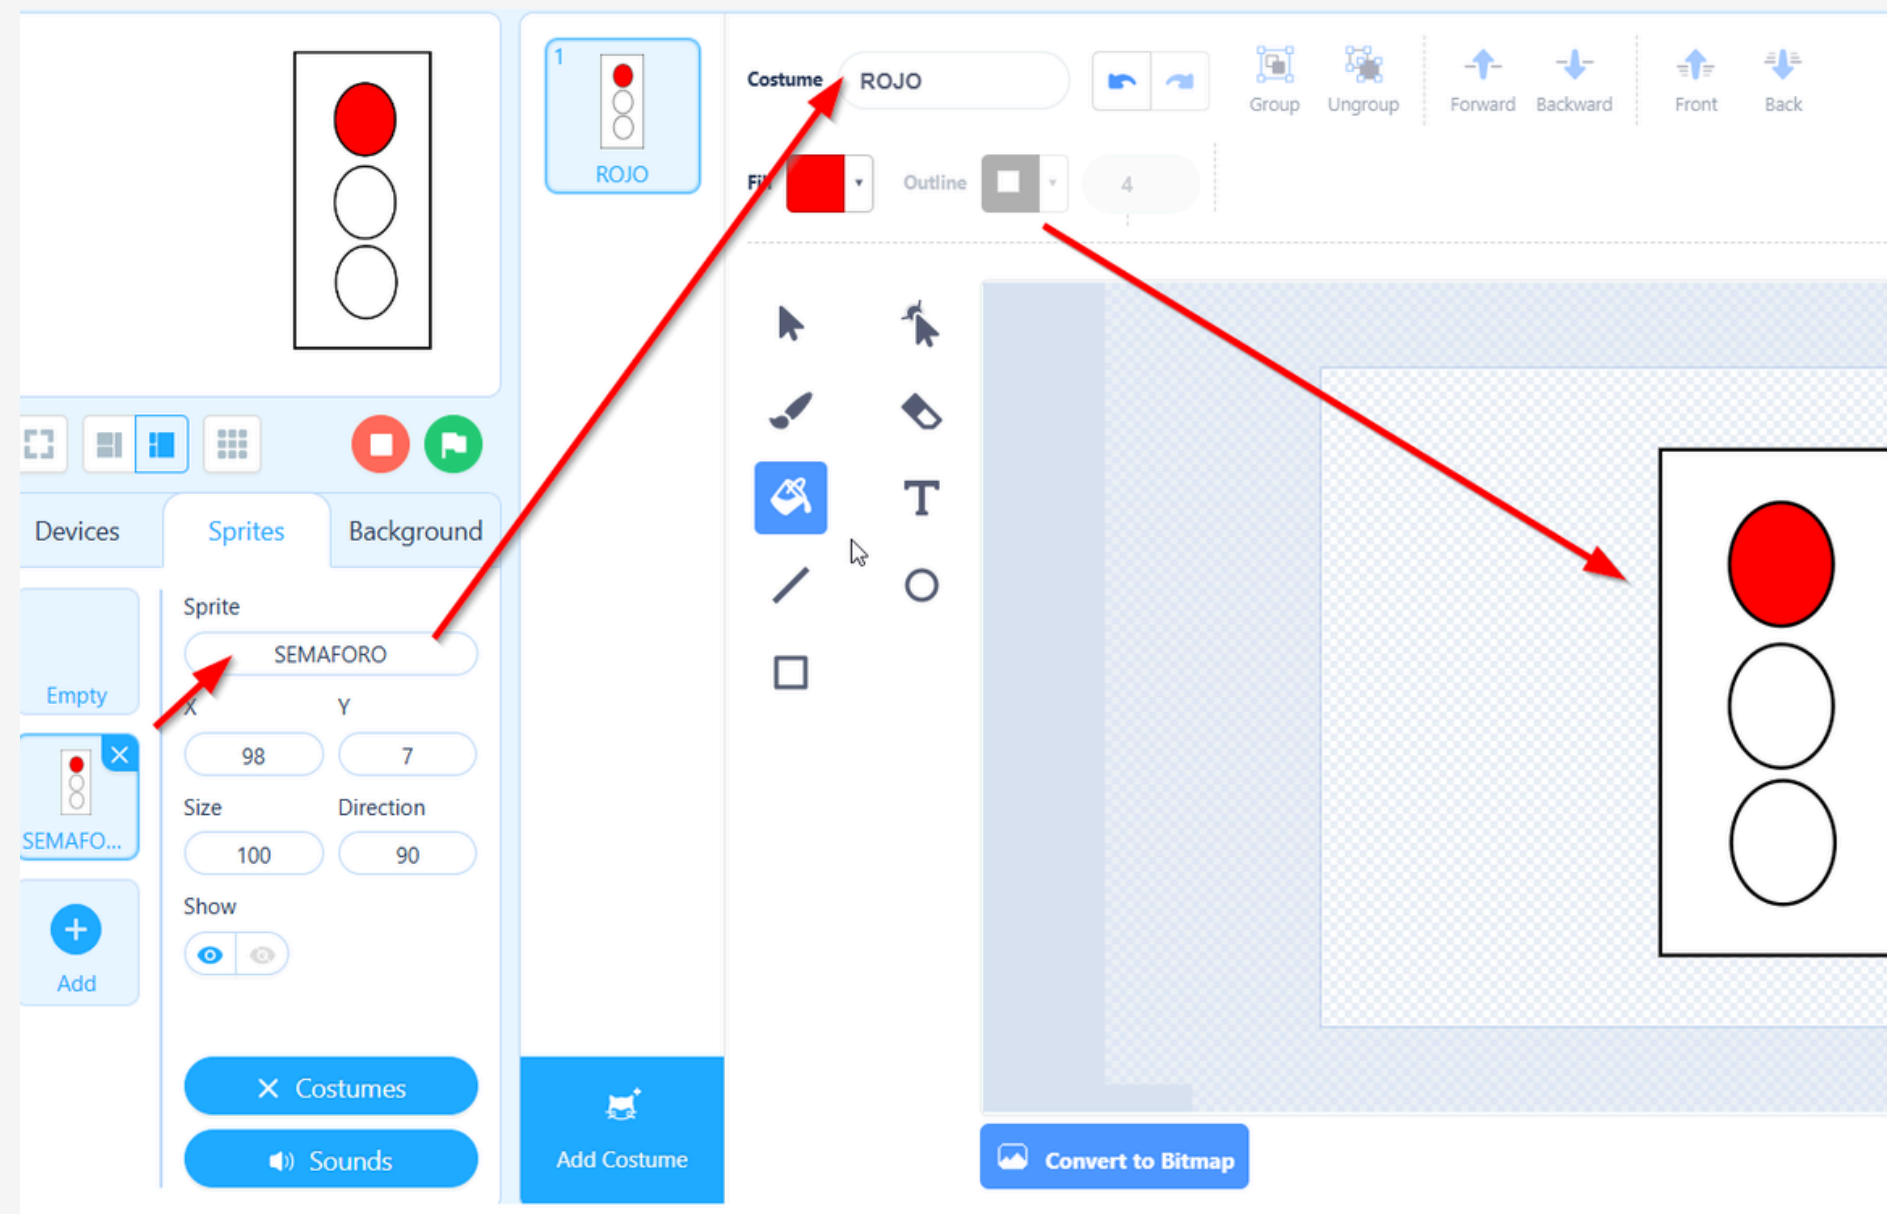 1
ROJO
Costume
ROJO
Group
Ungroup
Forward
Backward
Front
Back
Fill
Outline
4
Devices
Sprites
Background
Sprite
SEMAFORO
Empty
X
Y
98
7
SEMAFO...
Size
Direction
100
90
Show
Add
Costumes
Sounds
Add Costume
Convert to Bitmap